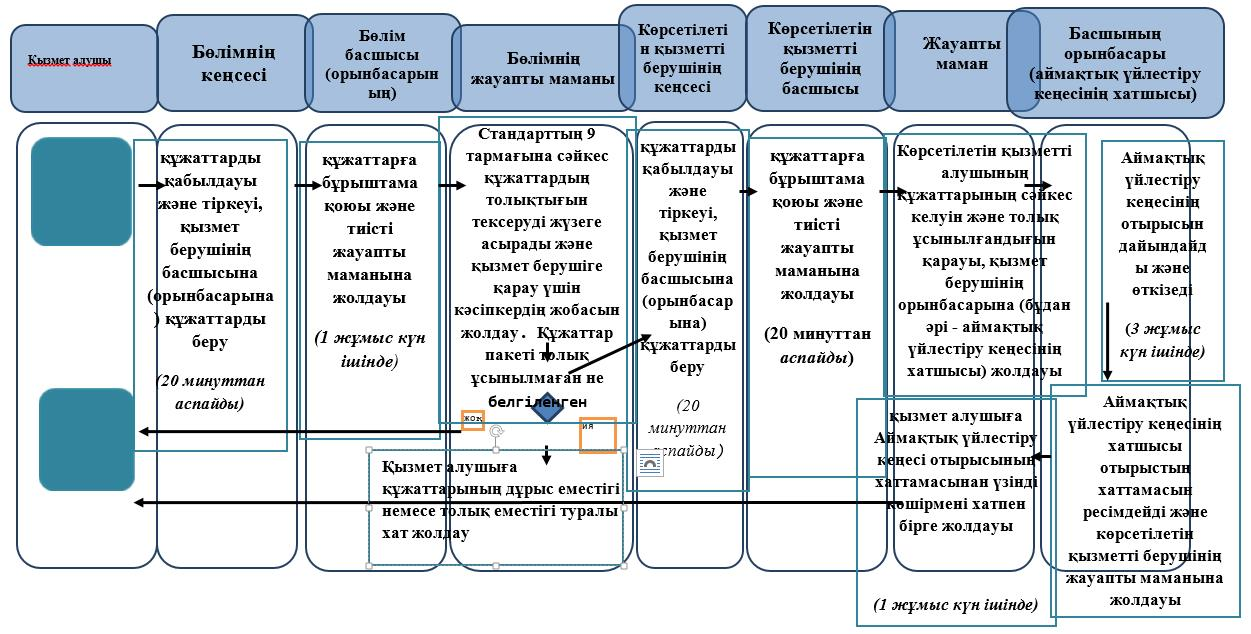 Қызмет алушы
Бөлімнің
кеңсесі
Бөлім
басшысы
(орынбасарын
ың)
Бөлімнің
жауапты маманы
Көрсетілеті
н қызметті
берушінің
кеңсесі
Көрсетілетін
қызметті
берушінің
басшысы
Жауапты
маман
Басшының
орынбасары
(аймақтық үйлестіру
кеңесінің хатшысы)
құжаттарды
қабылдауы
және тіркеуі,
қызмет
берушінің
басшысына
(орынбасарына
) құжаттарды
беру
(20 минуттан
аспайды)
құжаттарға
бұрыштама
қоюы және
тиісті
жауапты
маманына
жолдауы
(1 жұмыс күн
ішінде)
Стандарттың 9
тармағына сәйкес
құжаттардың
толықтығын
тексеруді жүзеге
асырады және
қызмет берушіге
қарау үшін
кәсіпкердің жобасын
жолдау. Құжаттар
пакеті толық
ұсынылмаған не
белгіленген
жоқ
ия
Қызмет алушыға
құжаттарының дұрыс еместігі
немесе толық еместігі туралы
хат жолдау
құжаттарды
қабылдауы
және
тіркеуі,
қызмет
берушінің
басшысына
(орынбасар
ына)
құжаттарды
беру
(20
минуттан
аспайды)
құжаттарға
бұрыштама
қоюы және
тиісті
жауапты
маманына
жолдауы
(20 минуттан
аспайды)
Көрсетілетін қызметті
алушының
құжаттарының сәйкес
келуін және толық
ұсынылғандығын
қарауы, қызмет
берушінің
орынбасарына (бұдан
әрі - аймақтық
үйлестіру кеңесінің
хатшысы) жолдауы
Аймақтық
үйлестіру
кеңесінің
отырысын
дайындайд
ы және
өткізеді
(3 жұмыс
күн ішінде)
Аймақтық
үйлестіру кеңесінің
хатшысы
отырыстын
хаттамасын
ресімдейді және
көрсетілетін
қызметті берушінің
жауапты маманына
жолдауы
қызмет алушыға
Аймақтық үйлестіру
кеңесі отырысының
хаттамасынан үзінді
көшірмені хатпен
бірге жолдауы
(1 жұмыс күн ішінде)